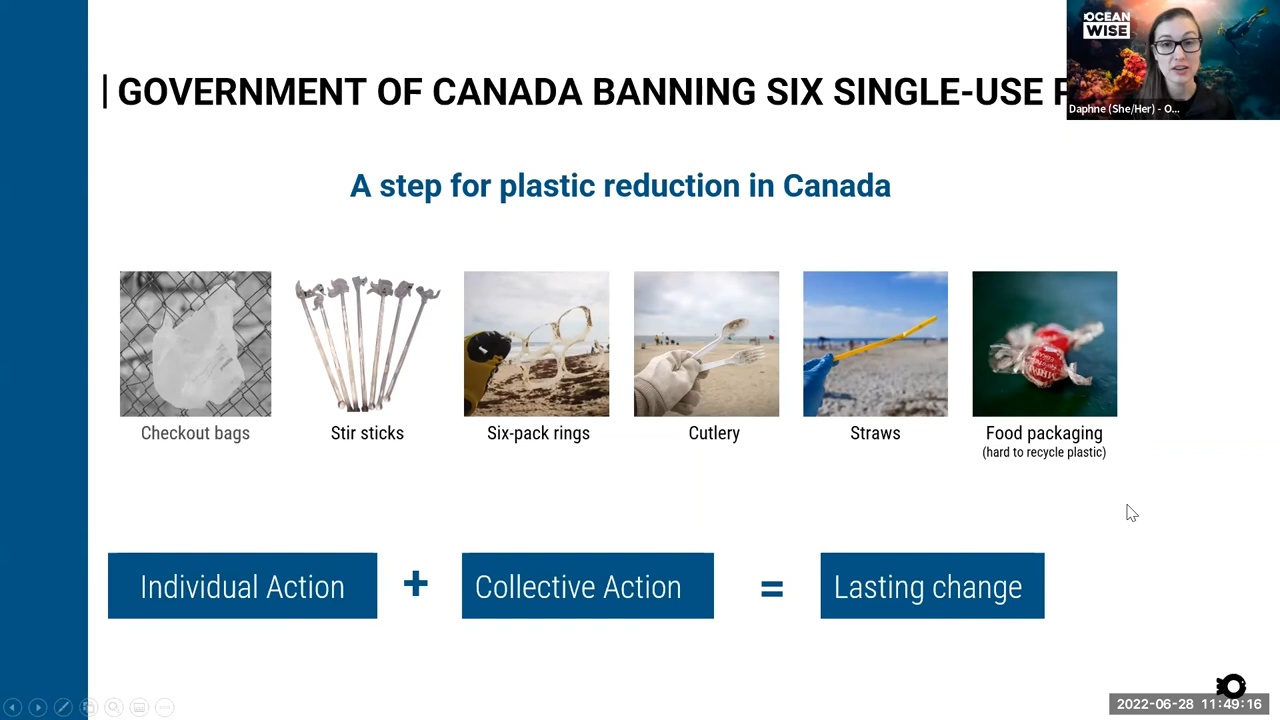 OCEAN
WISE
Daphne (She/Her) - O...
GOVERNMENT OF CANADA BANNING SIX SINGLE-USE
A step for plastic reduction in Canada
Checkout bags
Stir sticks
Six-pack rings
Cutlery
Straws
Food packaging
(hard to recycle plastic)
Individual Action
+
Collective Action
=
Lasting change
2022-06-28 11:49:16